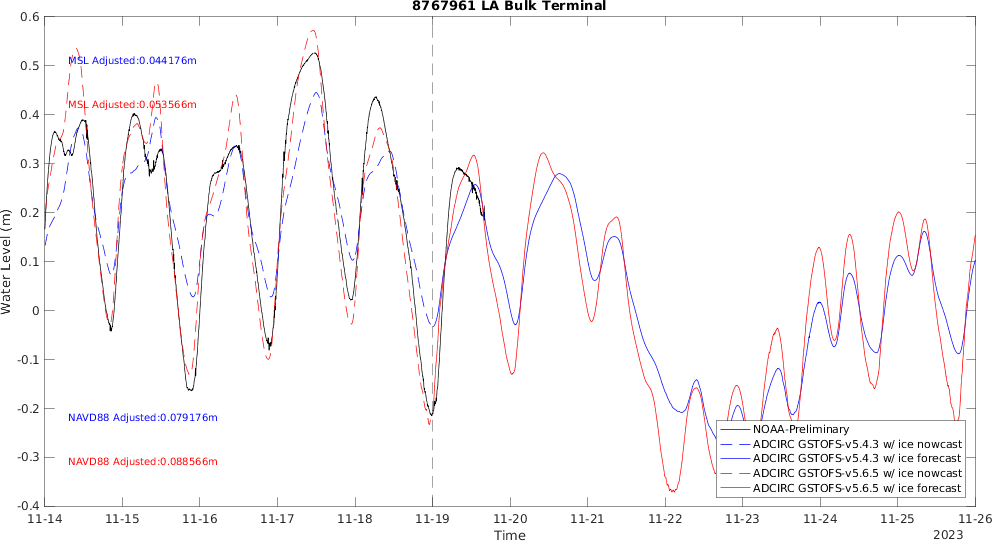 8767961 LA Bulk Terminal
0.6
0.5
0.4
0.3
0.2
0.1
0
-0.1
-0.2
-0.3
-0.4
Water Level (m)
MSL Adjusted:0.044176m
MSL Adjusted:0.053566m
NAVD88 Adjusted:0.079176m
NAVD88 Adjusted:0.088566m
NOAA-Preliminary
ADCIRC GSTOFS-v5.4.3 w/ ice nowcast
ADCIRC GSTOFS-v5.4.3 w/ ice forecast
ADCIRC GSTOFS-v5.6.5 w/ ice nowcast
ADCIRC GSTOFS-v5.6.5 w/ ice forecast
11-14 11-15 11-16 11-17 11-18 11-19 11-20 11-21 11-22 11-23 11-24 11-25 11-26
Time
2023